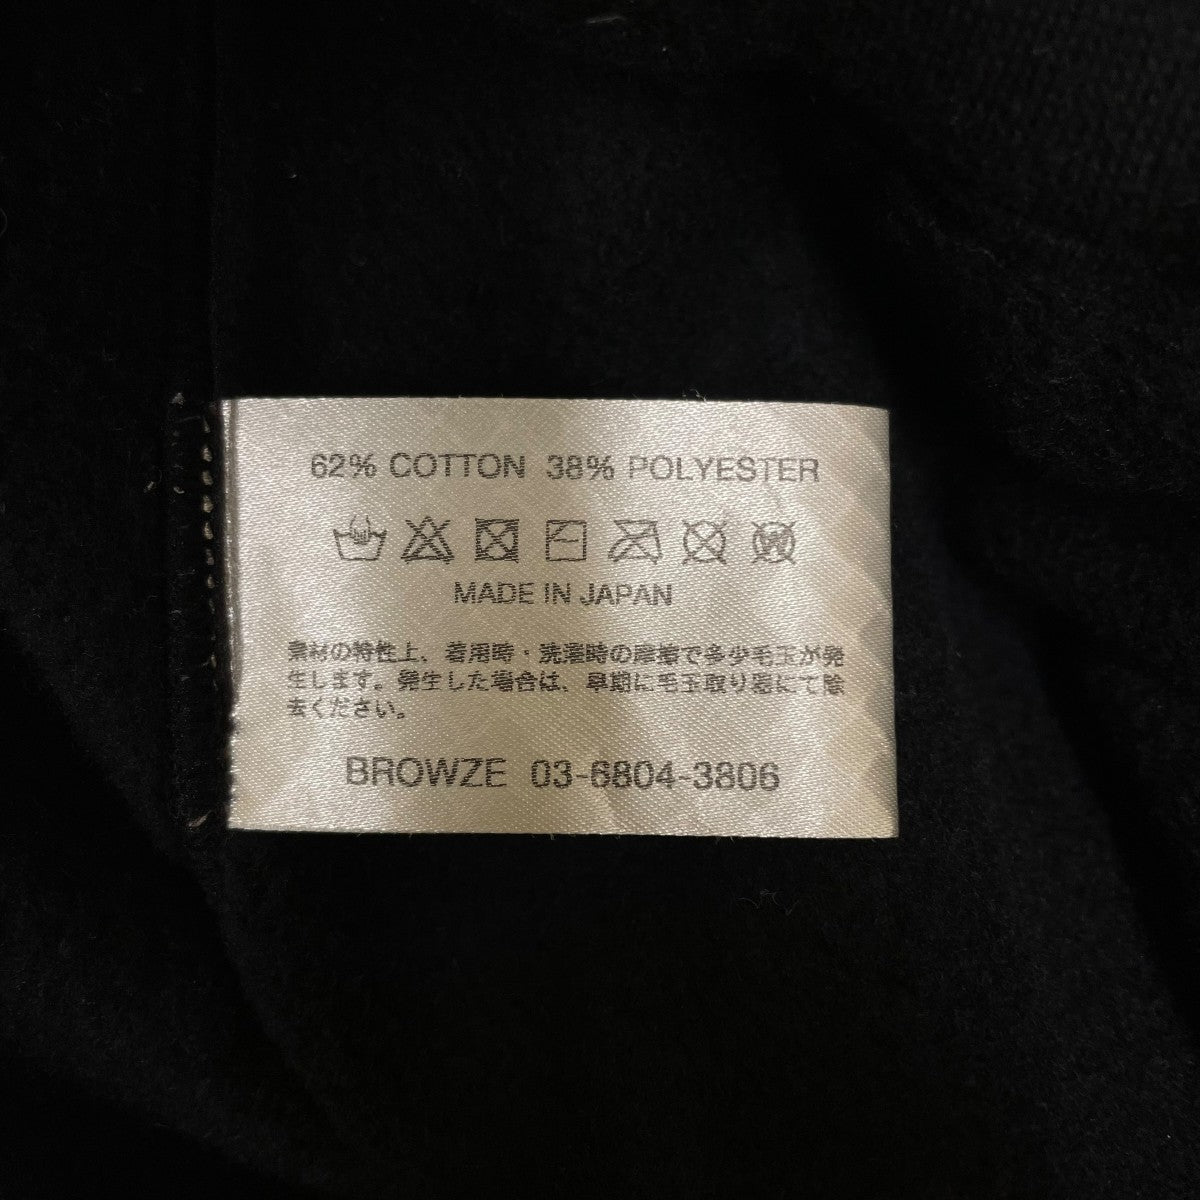 62% COTTON 38% POLYESTER
MADE IN JAPAN
素材の特性上、着用時・洗濯時の摩擦で多少毛玉が発
生します。発生した場合は、早期に毛玉取り器にて除
去ください。
BROWZE 03-6804-3806